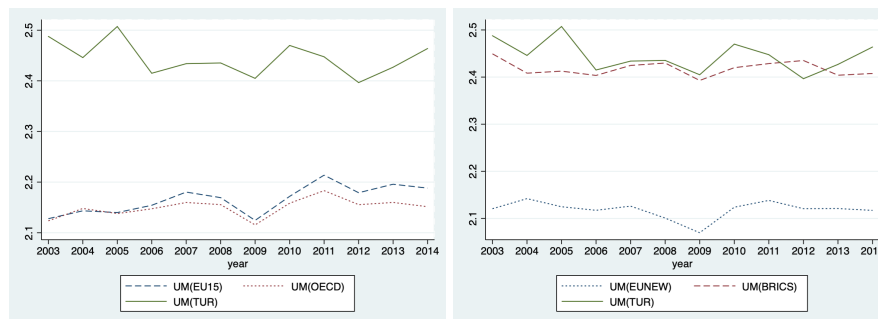 2.5
2.4
2.3
2.2
2.1
2003 2004 2005 2006 2007 2008 2009 2010 2011 2012 2013 2014
year
UM(EU15) UM(OECD)
UM(TUR)
2.5
2.4
2.3
2.2
2.1
2003 2004 2005 2006 2007 2008 2009 2010 2011 2012 2013 201
year
UM(EUNEW) UM(BRICS)
UM(TUR)